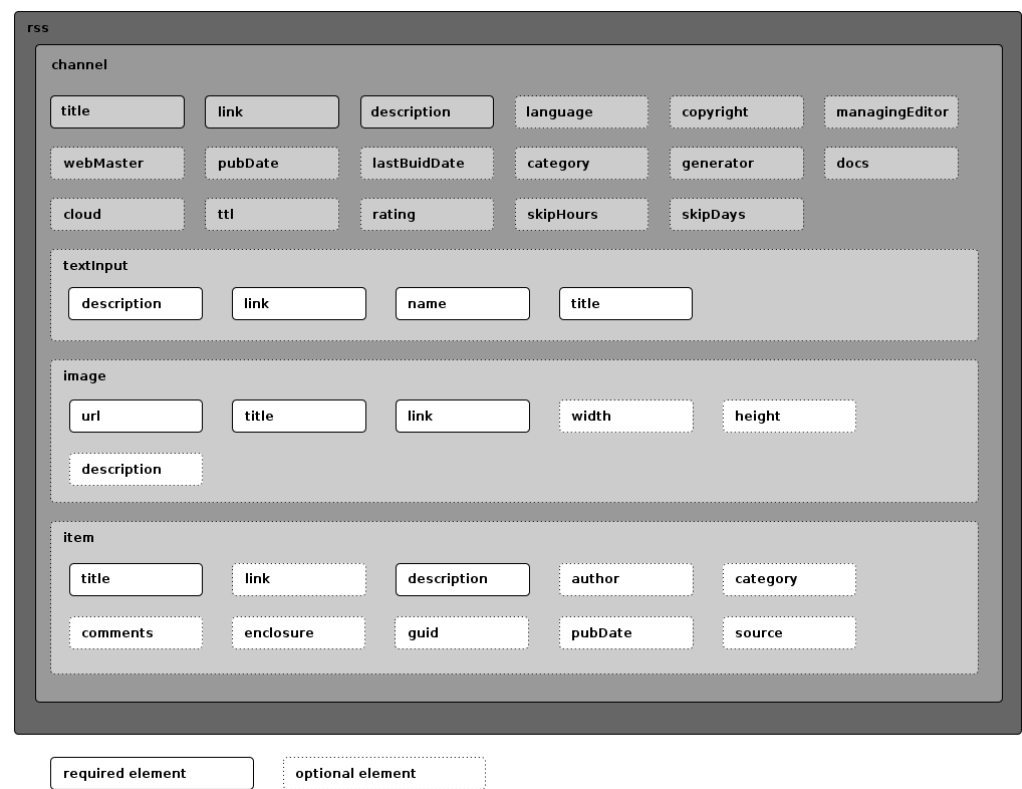 rss
channel
title link description language copyright managingEditor
webMaster pubDate lastBuidDate category generator docs
cloud ttl rating skipHours skipDays
textInput
description link name title
image
url title link width height
description
item
title link description author category
comments enclosure guid pubDate source
required element optional element